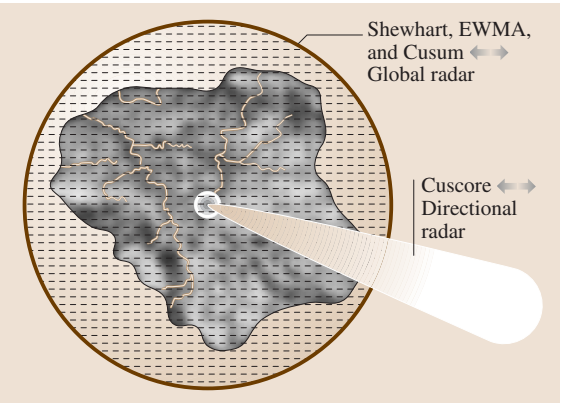 Shewhart, EWMA,
and Cusum ⟺
Global radar
Cuscore ⟺
Directional
radar